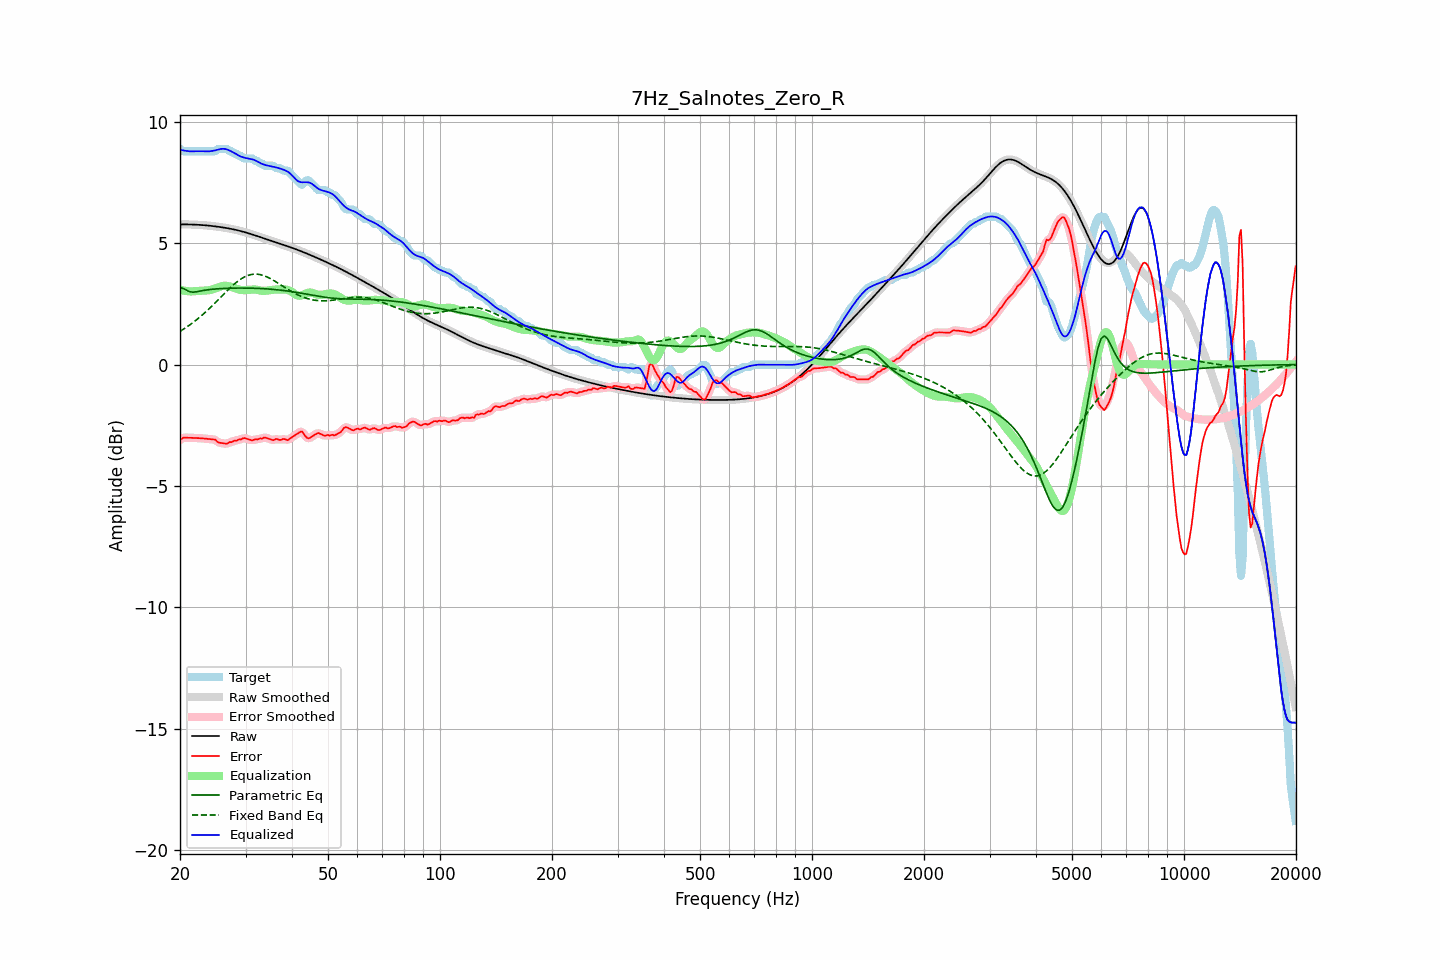 7Hz_Salnotes_Zero_R
Amplitude (dBr)
10
5
0
−5
−10
−15
−20
Target
Raw Smoothed
Error Smoothed
Raw
Error
Equalization
Parametric Eq
Fixed Band Eq
Equalized
20 50 100 200 500 1000 2000 5000 10000 20000
Frequency (Hz)